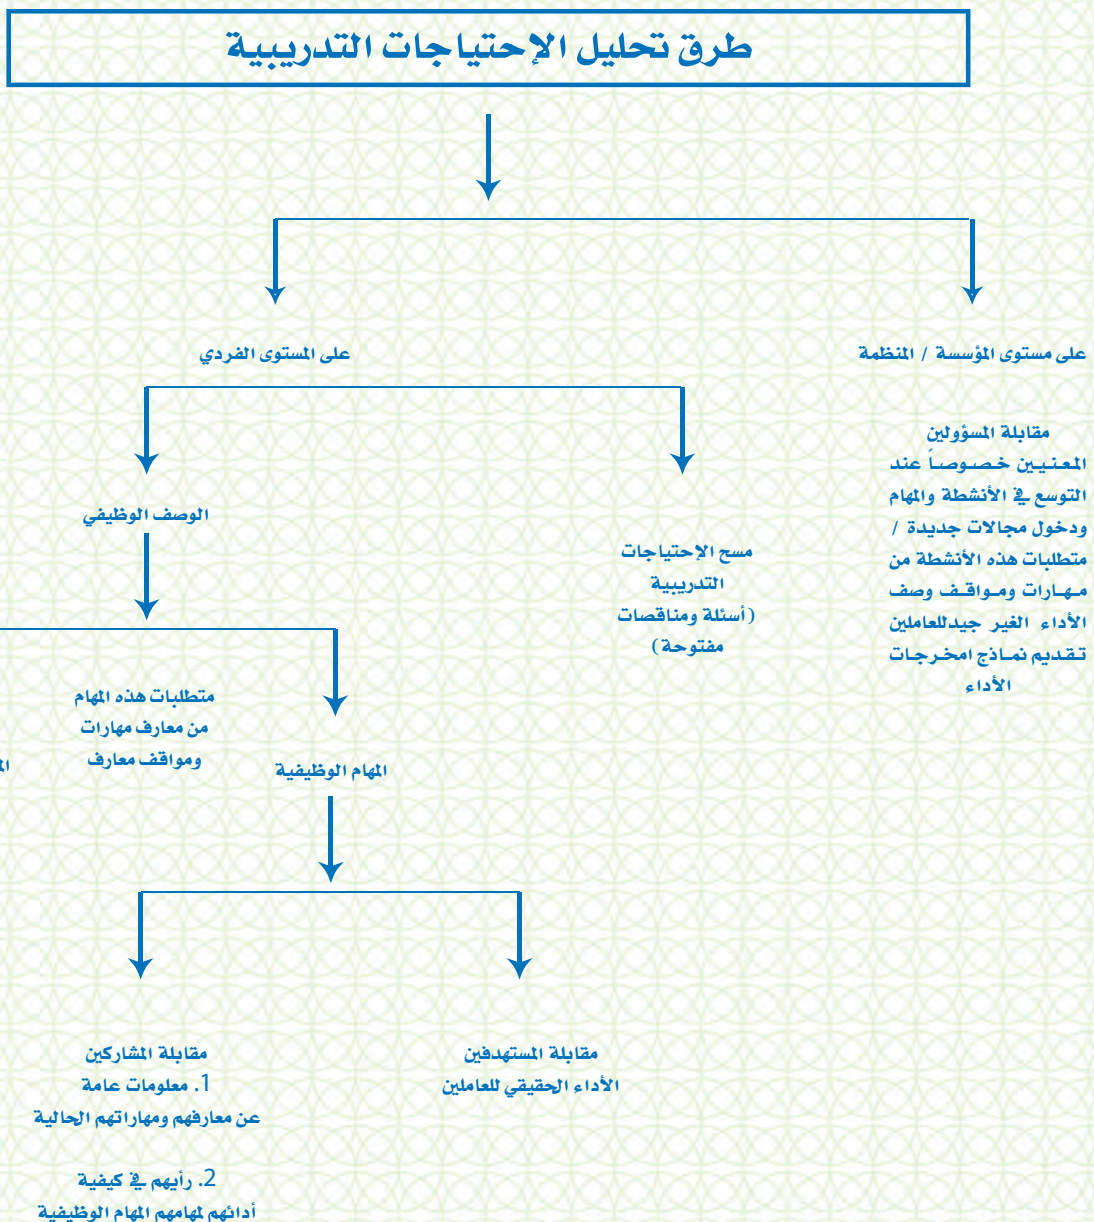 طرق تحليل الإحتياجات التدريبية
على مستوى المؤسسة / المنظمة
على المستوى الفردي
مقابلة المسؤولين
المعنيين خصوصاً عند
التوسع في الأنشطة والمهام
ودخول مجالات جديدة /
متطلبات هذه الأنشطة من
مهارات ومواقف وصف
الأداء الغير جيدللعاملين
تقديم نماذج امخرجات
الأداء
مسح الإحتياجات
التدريبية
(أسئلة ومناقصات
مفتوحة)
الوصف الوظيفي
المهام الوظيفية
متطلبات هذه المهام
من معارف مهارات
ومواقف معارف
مقابلة المستهدفين
الأداء الحقيقي للعاملين
مقابلة المشاركين
1. معلومات عامة
عن معارفهم ومهاراتهم الحالية
2. رأيهم في كيفية
أدائهم لمهامهم المهام الوظيفية